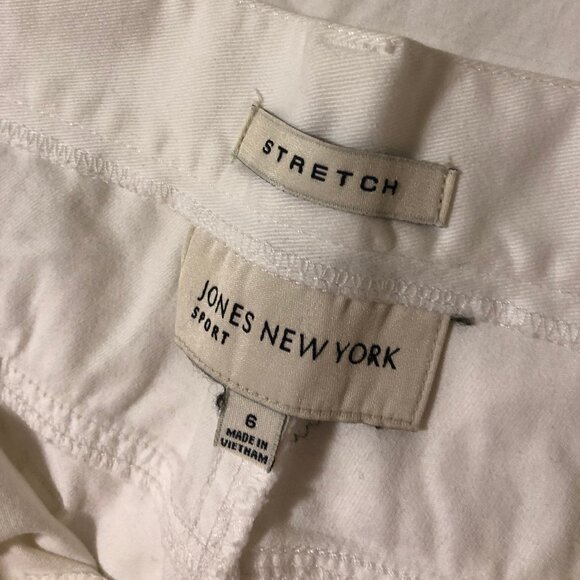 STRETCH
JONES NEW YORK
SPORT
6
MADE IN
VIETNAM